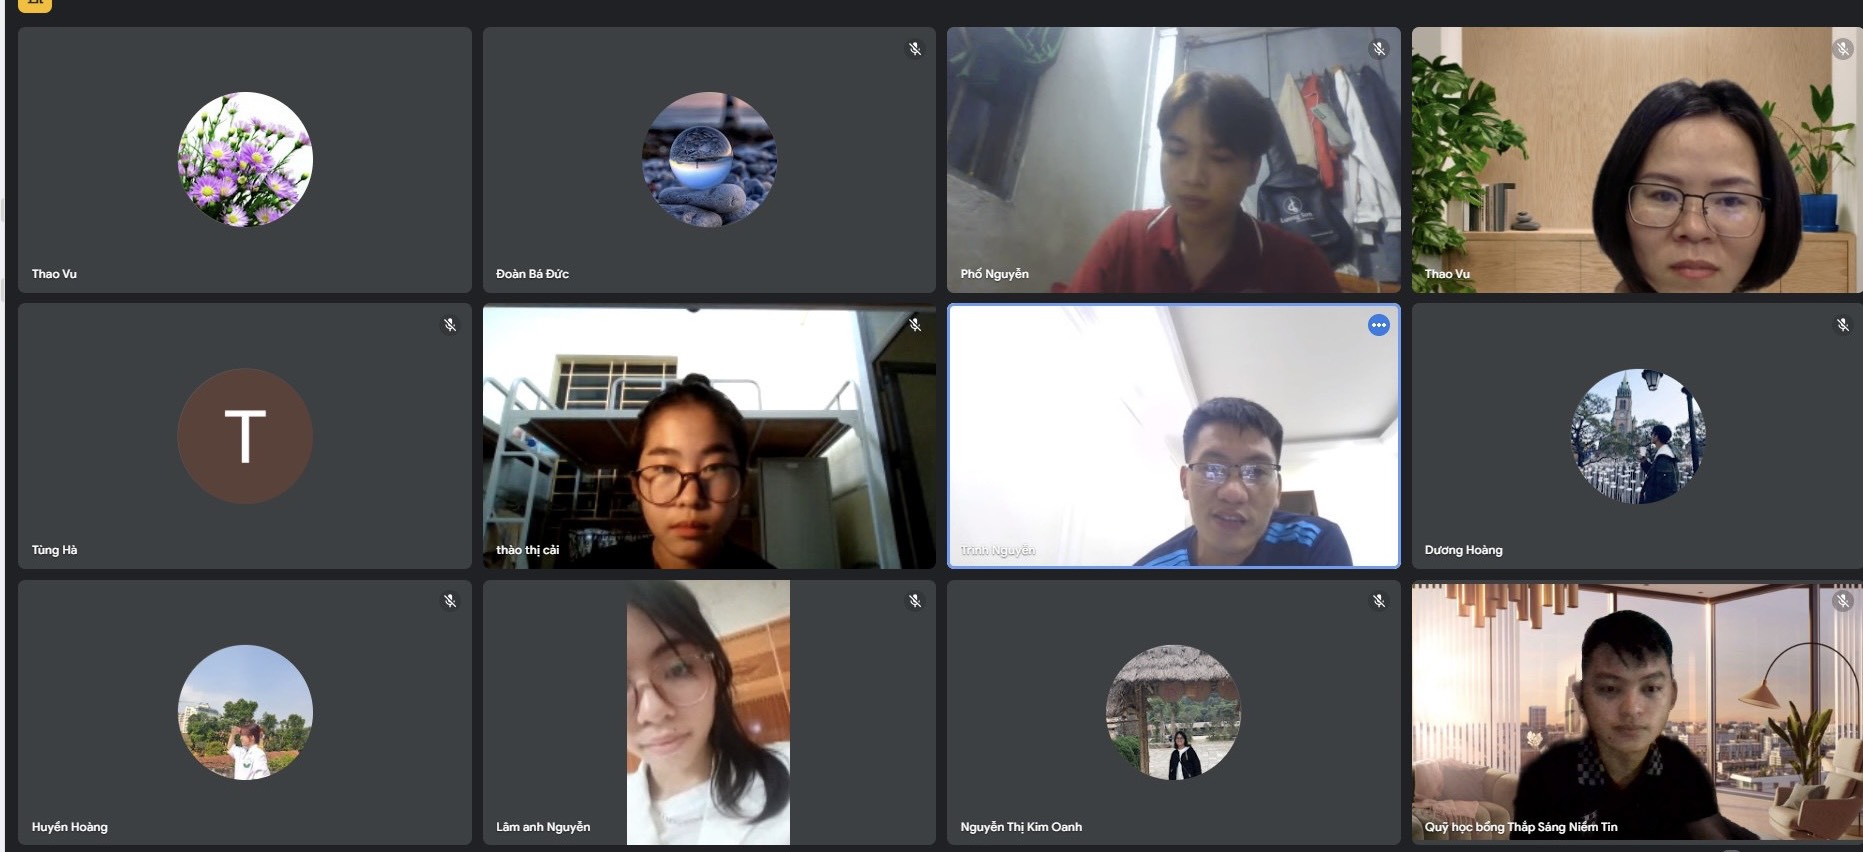 Thao Vu
Đoàn Bá Đức
Phố Nguyễn
Thao Vu
T
Tùng Hà
thào thị cải
Trinh Nguyễn
Dương Hoàng
Huyền Hoàng
Lâm anh Nguyễn
Nguyễn Thị Kim Oanh
Quỹ học bổng Thắp Sáng Niềm Tin